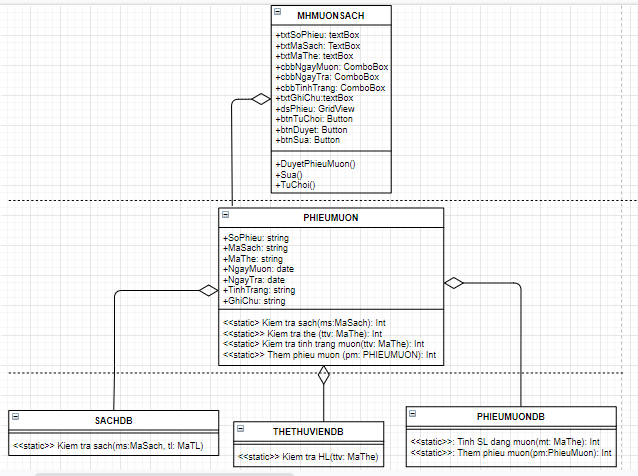 MHMUONSACH
+txtSoPhieu: textBox
+txtMaSach: TextBox
+txtMaThe: textBox
+cbbNgayMuon: ComboBox
+cbbNgayTra: ComboBox
+cbbTinhTrang: ComboBox
+txtGhiChu:textBox
+dsPhieu: GridView
+btnTuChoi: Button
+btnDuyet: Button
+btnSua: Button
+DuyetPhieuMuon()
+Sua()
+TuChoi()
PHIEUMUON
+SoPhieu: string
+MaSach: string
+MaThe: string
+NgayMuon: date
+NgayTra: date
+TinhTrang: string
+GhiChu: string
<<static> Kiem tra sach(ms:MaSach): Int
<<static>> Kiem tra the (ttv: MaThe): Int
<<static> Kiem tra tinh trang muon(ttv: MaThe): Int
<<static>> Them phieu muon (pm: PHIEUMUON): Int
SACHDB
<<static>> Kiem tra sach(ms:MaSach, tl: MaTL)
THETHUVIENDB
<<static>> Kiem tra HL(ttv: MaThe)
PHIEUMUONDB
<<static>>: Tinh SL dang muon(mt: MaThe): Int
<<static>: Them phieu muon(pm:PhieuMuon): Int